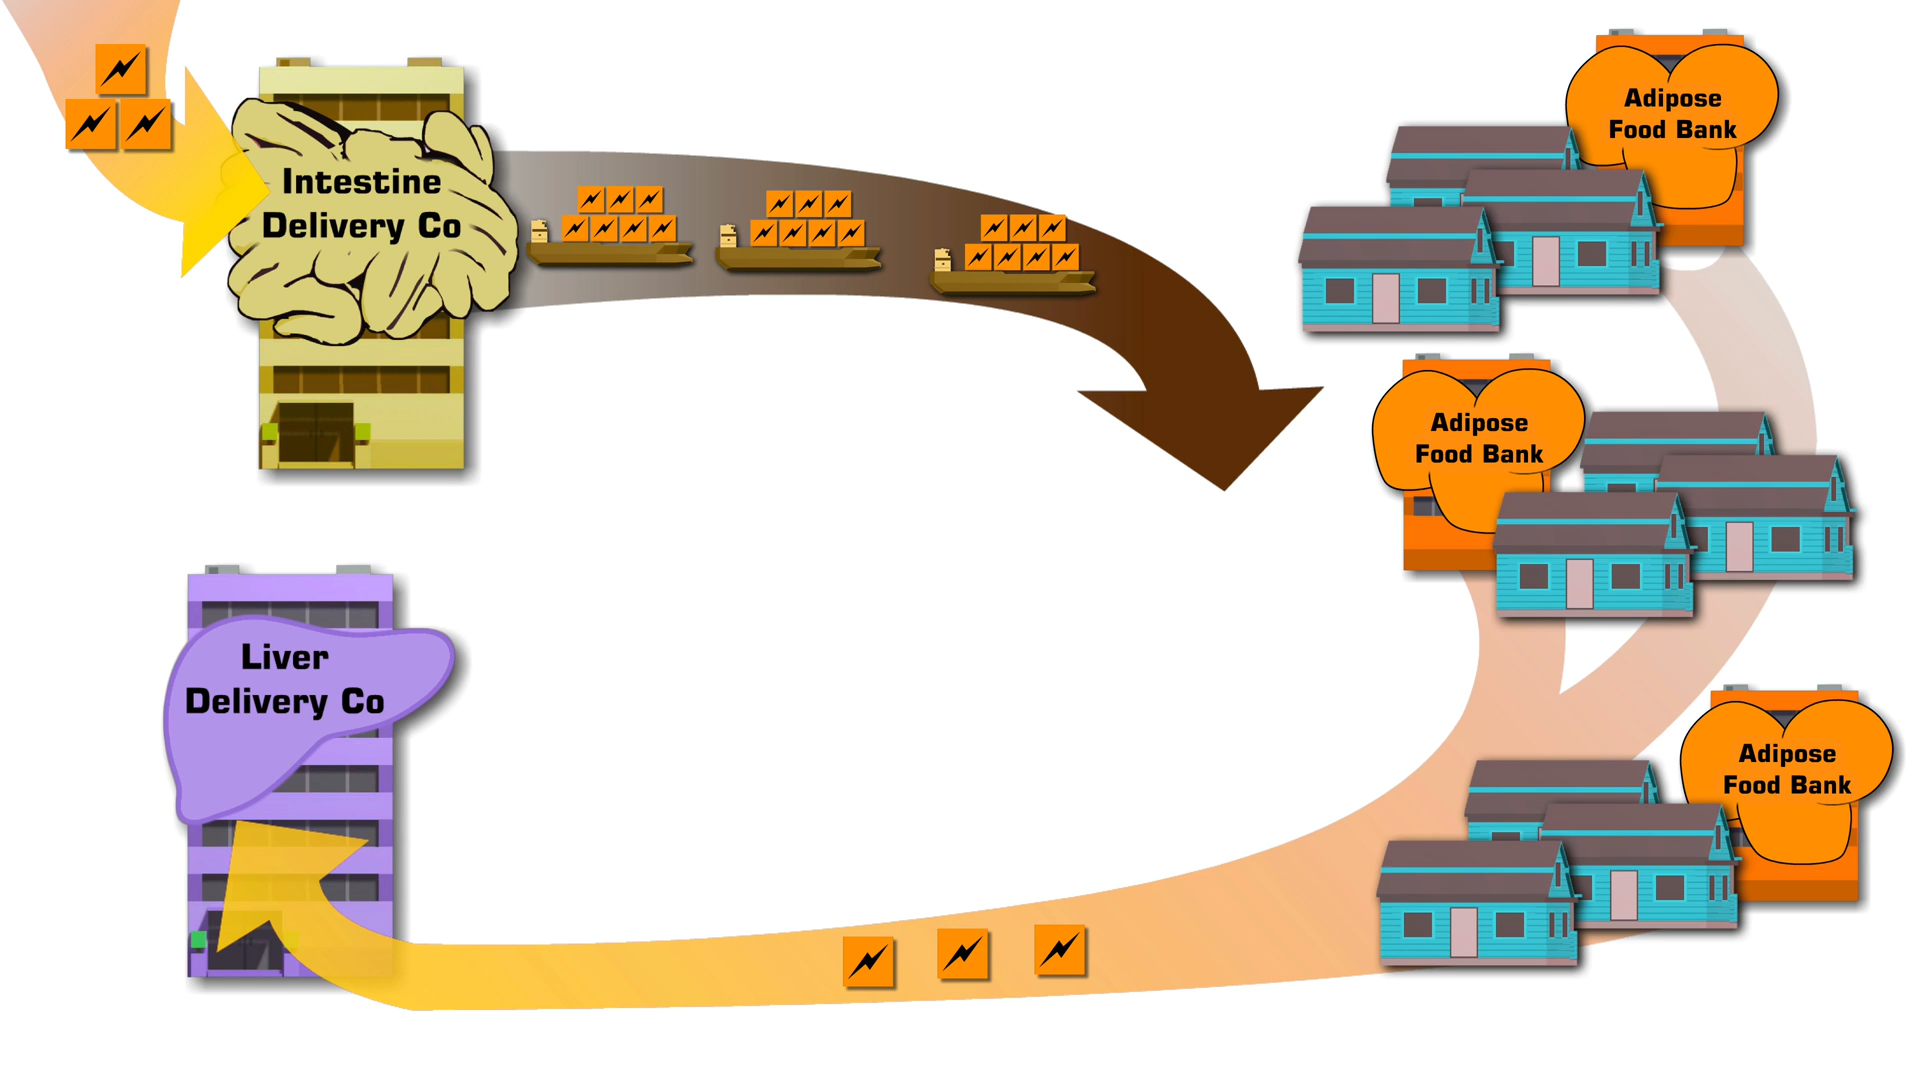 Intestine
Delivery Co
Adipose
Food Bank
Adipose
Food Bank
Liver
Delivery Co
Adipose
Food Bank